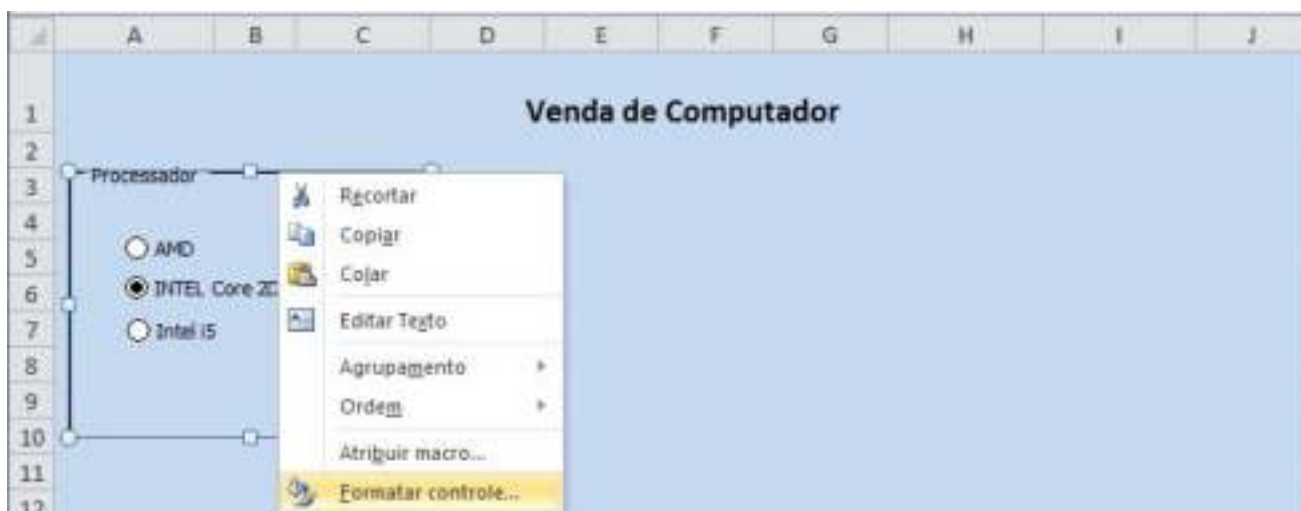 A B C D E F G H I J
1 Venda de Computador
2
3 Processador
Recortar
4
Copiar
5 AMD
Colar
6 INTEL Core 2D
7 Intel i5
Editar Texto
8 Agrupamento
9 Ordem
10
Atribuir macro...
11
Formatar controle...
12